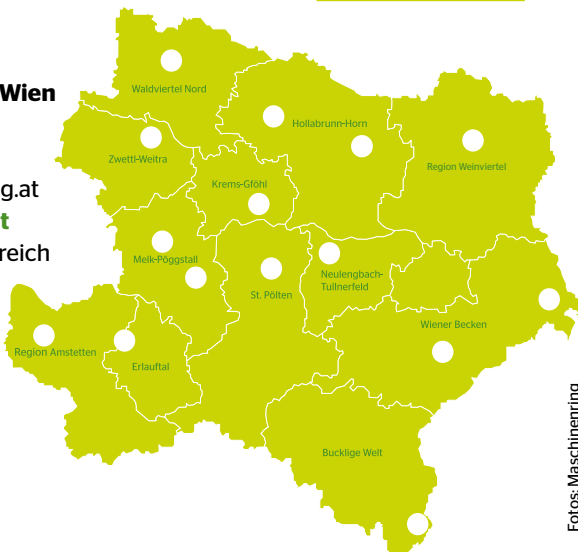 Wien
g.at
t
reich
Waldviertel Nord
Hollabrunn-Horn
Zwettl-Weitra
Region Weinviertel
Krems-Gföhl
Melk-Pöggstall
St. Pölten
Neulengbach-
Tullnerfeld
Wiener Becken
Region Amstetten
Erlauftal
Bucklige Welt
Fotos: Maschinenring